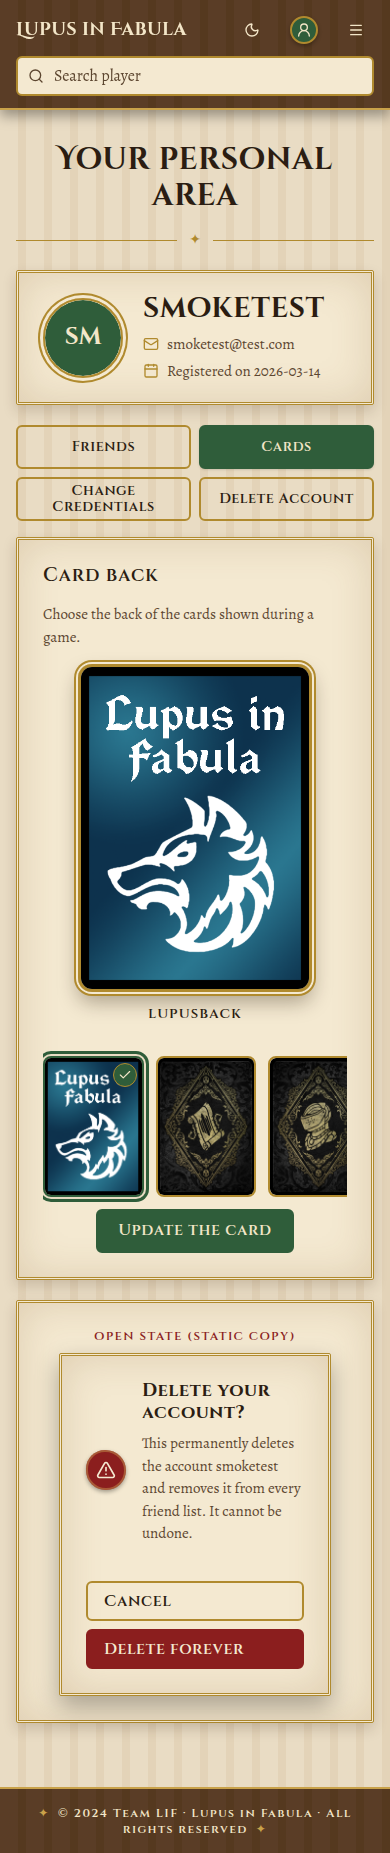 Lupus in Fabula
Search player
Your personal
area
SM
smoketest
smoketest@test.com
Registered on 2026-03-14
Friends
Cards
Change
Credentials
Delete Account
Card back
Choose the back of the cards shown during a
game.
Lupus in
Fabula
LUPUSBACK
Lupus
Fabula
Update the card
OPEN STATE (STATIC COPY)
Delete your
account?
This permanently deletes
the account smoketest
and removes it from every
friend list. It cannot be
undone.
Cancel
Delete forever
© 2024 Team LIF · Lupus in Fabula · All
rights reserved